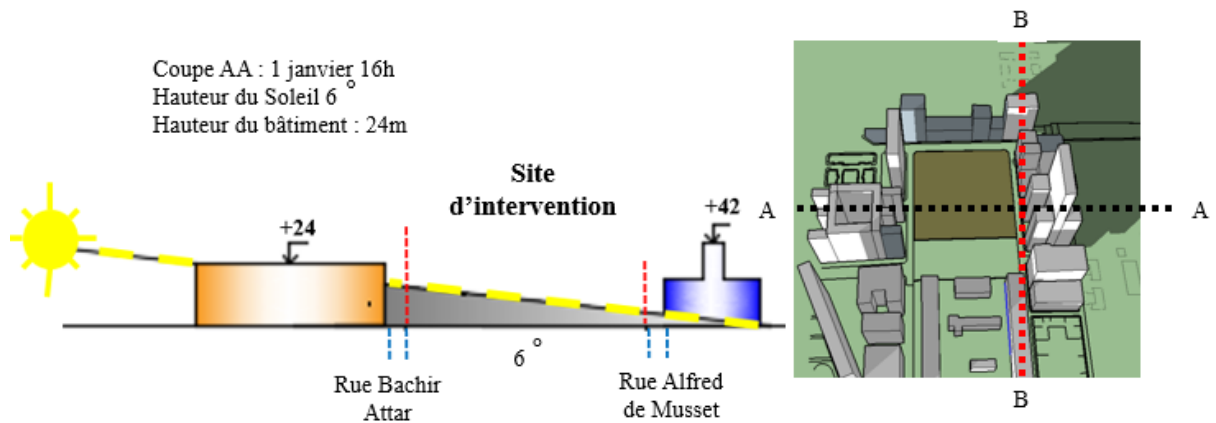 Coupe AA : 1 janvier 16h
Hauteur du Soleil 6 °
Hauteur du bâtiment : 24m
Site
d'intervention
+24
+42
6 °
Rue Bachir
Attar
Rue Alfred
de Musset
B
A
A
B